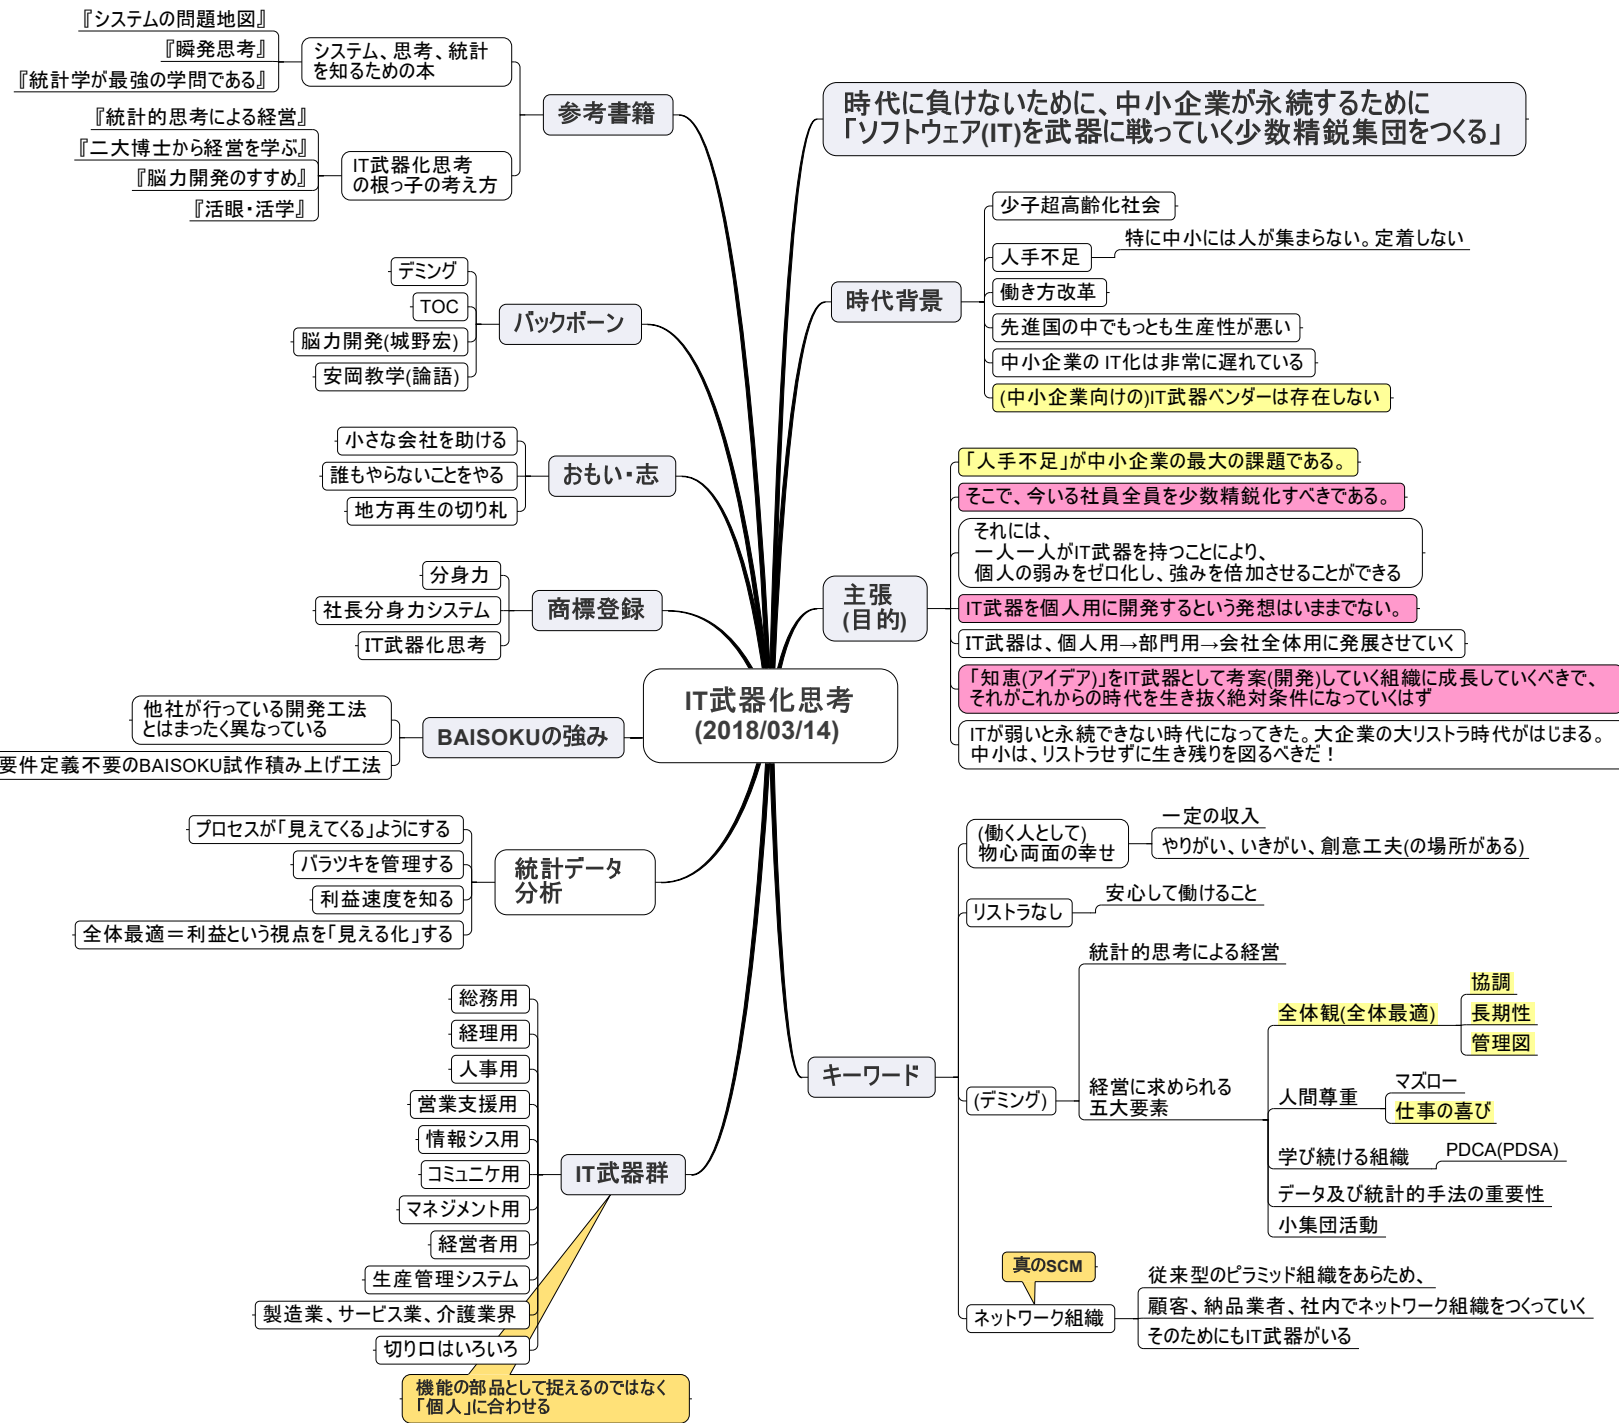 IT武器化思考
(2018/03/14)
時代に負けないために、中小企業が永続するために
「ソフトウェア(IT)を武器に戦っていく少数精鋭集団をつくる」
時代背景
少子超高齢化社会
人手不足
特に中小には人が集まらない。定着しない
働き方改革
先進国の中でもっとも生産性が悪い
中小企業の IT化は非常に遅れている
(中小企業向けの)IT武器ベンダーは存在しない
主張
(目的)
「人手不足」が中小企業の最大の課題である。
そこで、今いる社員全員を少数精鋭化すべきである。
それには、
一人一人がIT武器を持つことにより、
個人の弱みをゼロ化し、強みを倍加させることができる
IT武器を個人用に開発するという発想はいままでない。
IT武器は、個人用→部門用→会社全体用に発展させていく
「知恵(アイデア)」をIT武器として考案(開発)していく組織に成長していくべきで、
それがこれからの時代を生き抜く絶対条件になっていくはず
ITが弱いと永続できない時代になってきた。大企業の大リストラ時代がはじまる。
中小は、リストラせずに生き残りを図るべきだ！
キーワード
(働く人として)
物心両面の幸せ
一定の収入
やりがい、いきがい、創意工夫(の場所がある)
リストラなし
安心して働けること
(デミング)
統計的思考による経営
経営に求められる
五大要素
全体観(全体最適)
協調
長期性
管理図
人間尊重
マズロー
仕事の喜び
学び続ける組織
PDCA(PDSA)
データ及び統計的手法の重要性
小集団活動
真のSCM
ネットワーク組織
従来型のピラミッド組織をあらため、
顧客、納品業者、社内でネットワーク組織をつくっていく
そのためにもIT武器がいる
参考書籍
システム、思考、統計
を知るための本
『システムの問題地図』
『瞬発思考』
『統計学が最強の学問である』
IT武器化思考
の根っ子の考え方
『統計的思考による経営』
『二大博士から経営を学ぶ』
『脳力開発のすすめ』
『活眼・活学』
バックボーン
デミング
TOC
脳力開発(城野宏)
安岡教学(論語)
おもい・志
小さな会社を助ける
誰もやらないことをやる
地方再生の切り札
商標登録
分身力
社長分身力システム
IT武器化思考
BAISOKUの強み
他社が行っている開発工法
とはまったく異なっている
要件定義不要のBAISOKU試作積み上げ工法
統計データ
分析
プロセスが「見えてくる」ようにする
バラツキを管理する
利益速度を知る
全体最適＝利益という視点を「見える化」する
IT武器群
総務用
経理用
人事用
営業支援用
情報シス用
コミュニケ用
マネジメント用
経営者用
生産管理システム
製造業、サービス業、介護業界
切り口はいろいろ
機能の部品として捉えるのではなく
「個人」に合わせる